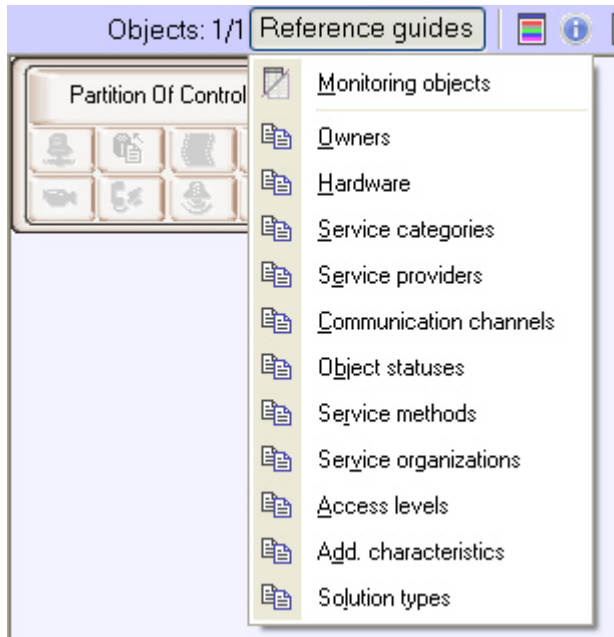 Objects: 1/1 Reference guides
Partition Of Control
Monitoring objects
Owners
Hardware
Service categories
Service providers
Communication channels
Object statuses
Service methods
Service organizations
Access levels
Add. characteristics
Solution types